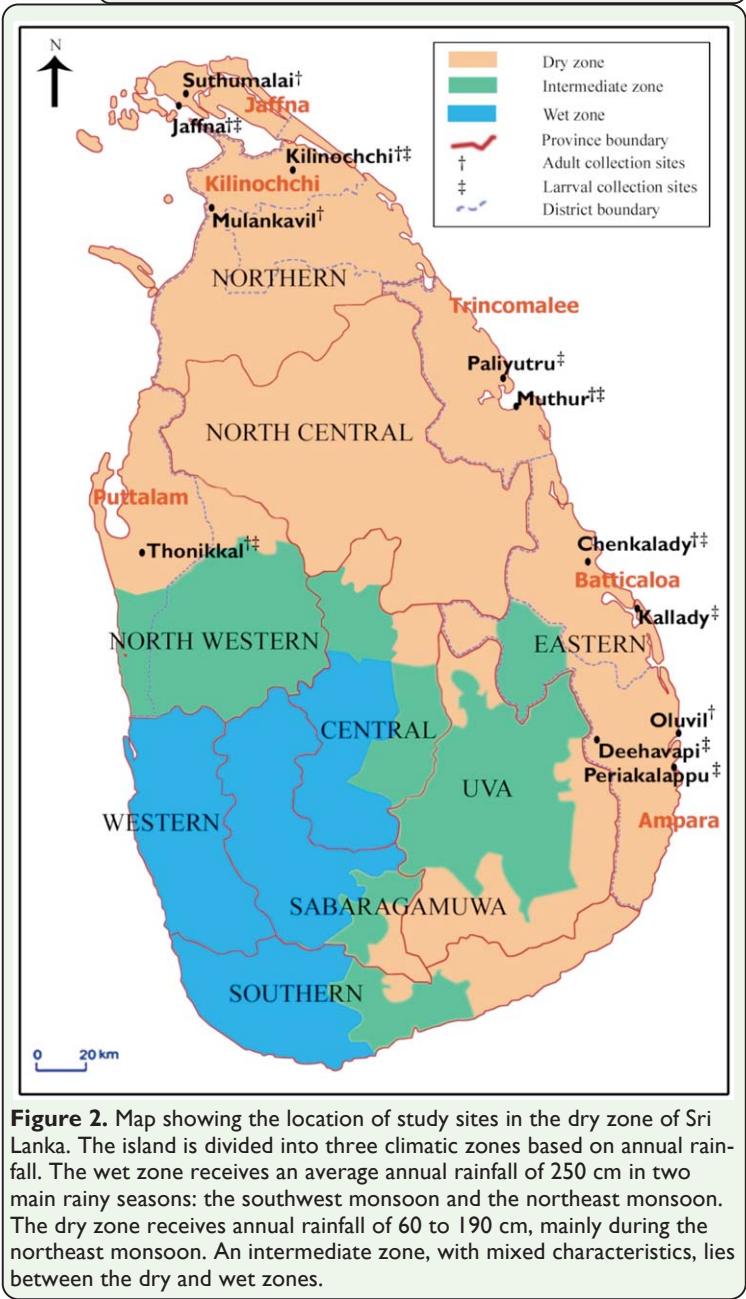 N
Dry zone
Intermediate zone
Wet zone
Province boundary
† Adult collection sites
‡ Larrval collection sites
District boundary
Suthumalai†
Jaffna
Jaffna†‡
Kilinochchi†‡
Kilinochchi
Mulankavil†
NORTHERN
Trincomalee
Paliyutru‡
Muthur†‡
NORTH CENTRAL
Puttalam
Thonikkal†‡
Chenkalady†‡
Batticaloa
Kallady‡
NORTH WESTERN
EASTERN
Oluvil†
CENTRAL
Deehavapi‡
Periakalappu‡
UVA
WESTERN
Ampara
SABARAGAMUWA
SOUTHERN
0 20 km
Figure 2. Map showing the location of study sites in the dry zone of Sri
Lanka. The island is divided into three climatic zones based on annual rain-
fall. The wet zone receives an average annual rainfall of 250 cm in two
main rainy seasons: the southwest monsoon and the northeast monsoon.
The dry zone receives annual rainfall of 60 to 190 cm, mainly during the
northeast monsoon. An intermediate zone, with mixed characteristics, lies
between the dry and wet zones.